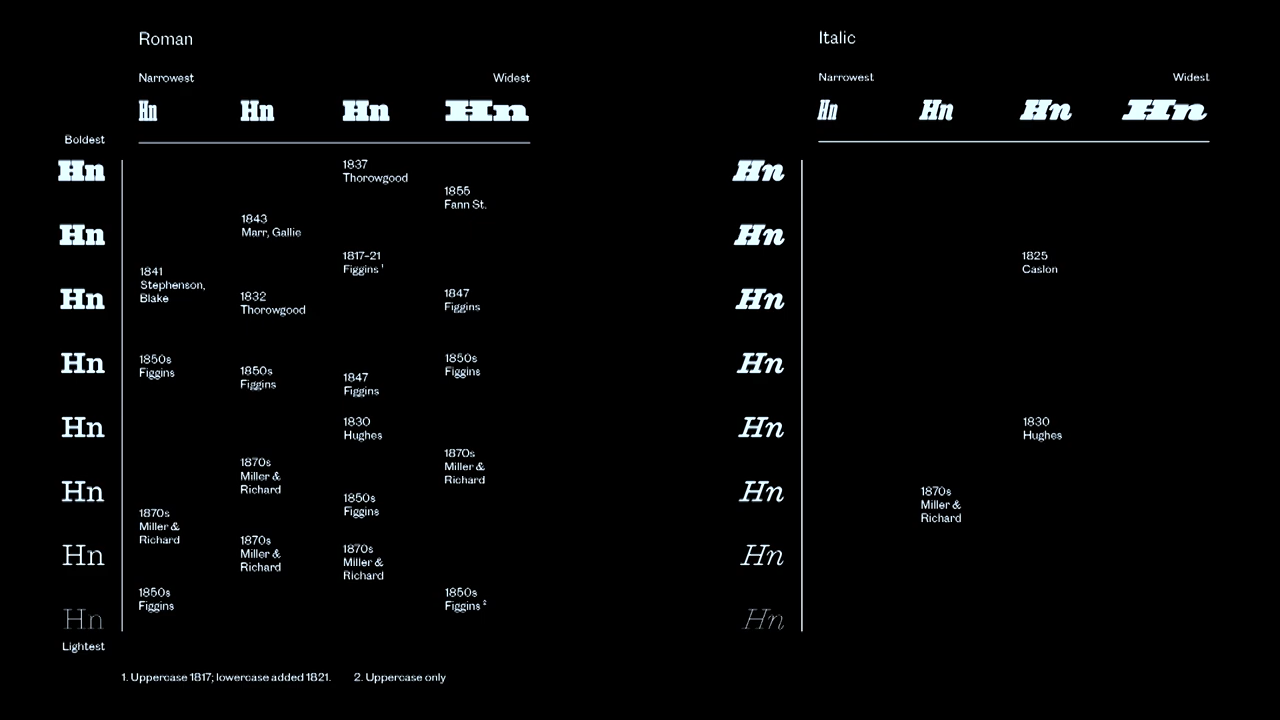 Roman
Narrowest Widest
Hn Hn Hn Hn
Boldest
Hn
Hn
Hn
Hn
Hn
Hn
Hn
Hn
Lightest
1837
Thorowgood
1855
Fann St.
1843
Marr, Gallie
1817–21
Figgins ¹
1841
Stephenson,
Blake
1832
Thorowgood
1847
Figgins
1850s
Figgins
1850s
Figgins
1847
Figgins
1850s
Figgins
1830
Hughes
1870s
Miller &
Richard
1870s
Miller &
Richard
1850s
Figgins
1870s
Miller &
Richard
1870s
Miller &
Richard
1870s
Miller &
Richard
1850s
Figgins
1850s
Figgins ²
1. Uppercase 1817; lowercase added 1821. 2. Uppercase only
Italic
Narrowest Widest
Hn Hn Hn Hn
Hn
Hn
Hn
Hn
Hn
Hn
Hn
Hn
1825
Caslon
1830
Hughes
1870s
Miller &
Richard